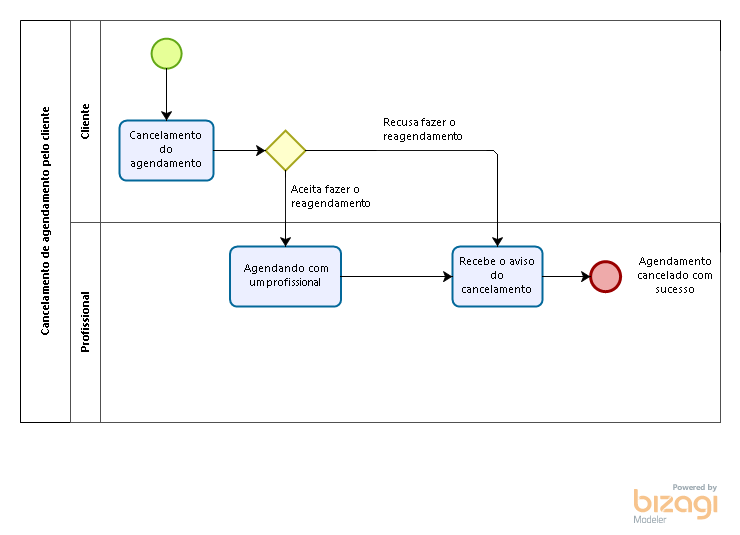 Cancelamento de agendamento pelo cliente
Cliente
Cancelamento
do
agendamento
Recusa fazer o
reagendamento
Aceita fazer o
reagendamento
Profissional
Agendando com
um profissional
Recebe o aviso
do
cancelamento
Agendamento
cancelado com
sucesso
Powered by
bizagi
Modeler